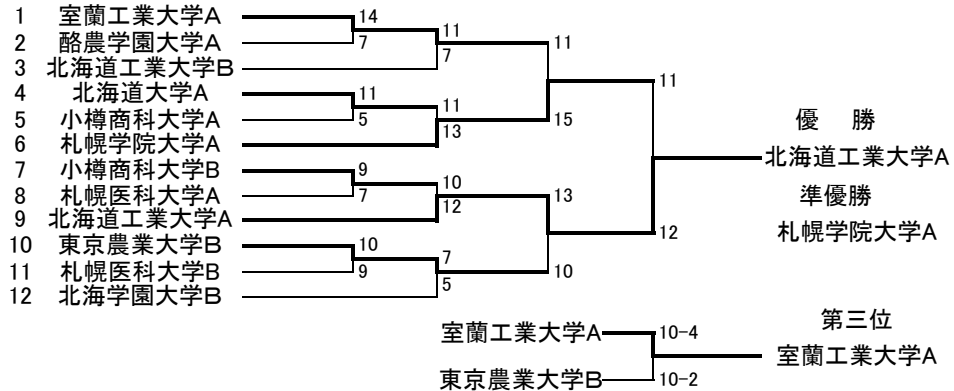 1 室蘭工業大学A 14
2 酪農学園大学A 7 11
3 北海道工業大学B 7 11
4 北海道大学A 11 11
5 小樽商科大学A 5 11
6 札幌学院大学A 13 15
優 勝
7 小樽商科大学B 9
北海道工業大学A
8 札幌医科大学A 7 10 13
準優勝
9 北海道工業大学A 12
札幌学院大学A
10 東京農業大学B 10 12
11 札幌医科大学B 9 7 10
12 北海学園大学B 5
第三位
室蘭工業大学A 10-4
室蘭工業大学A
東京農業大学B 10-2